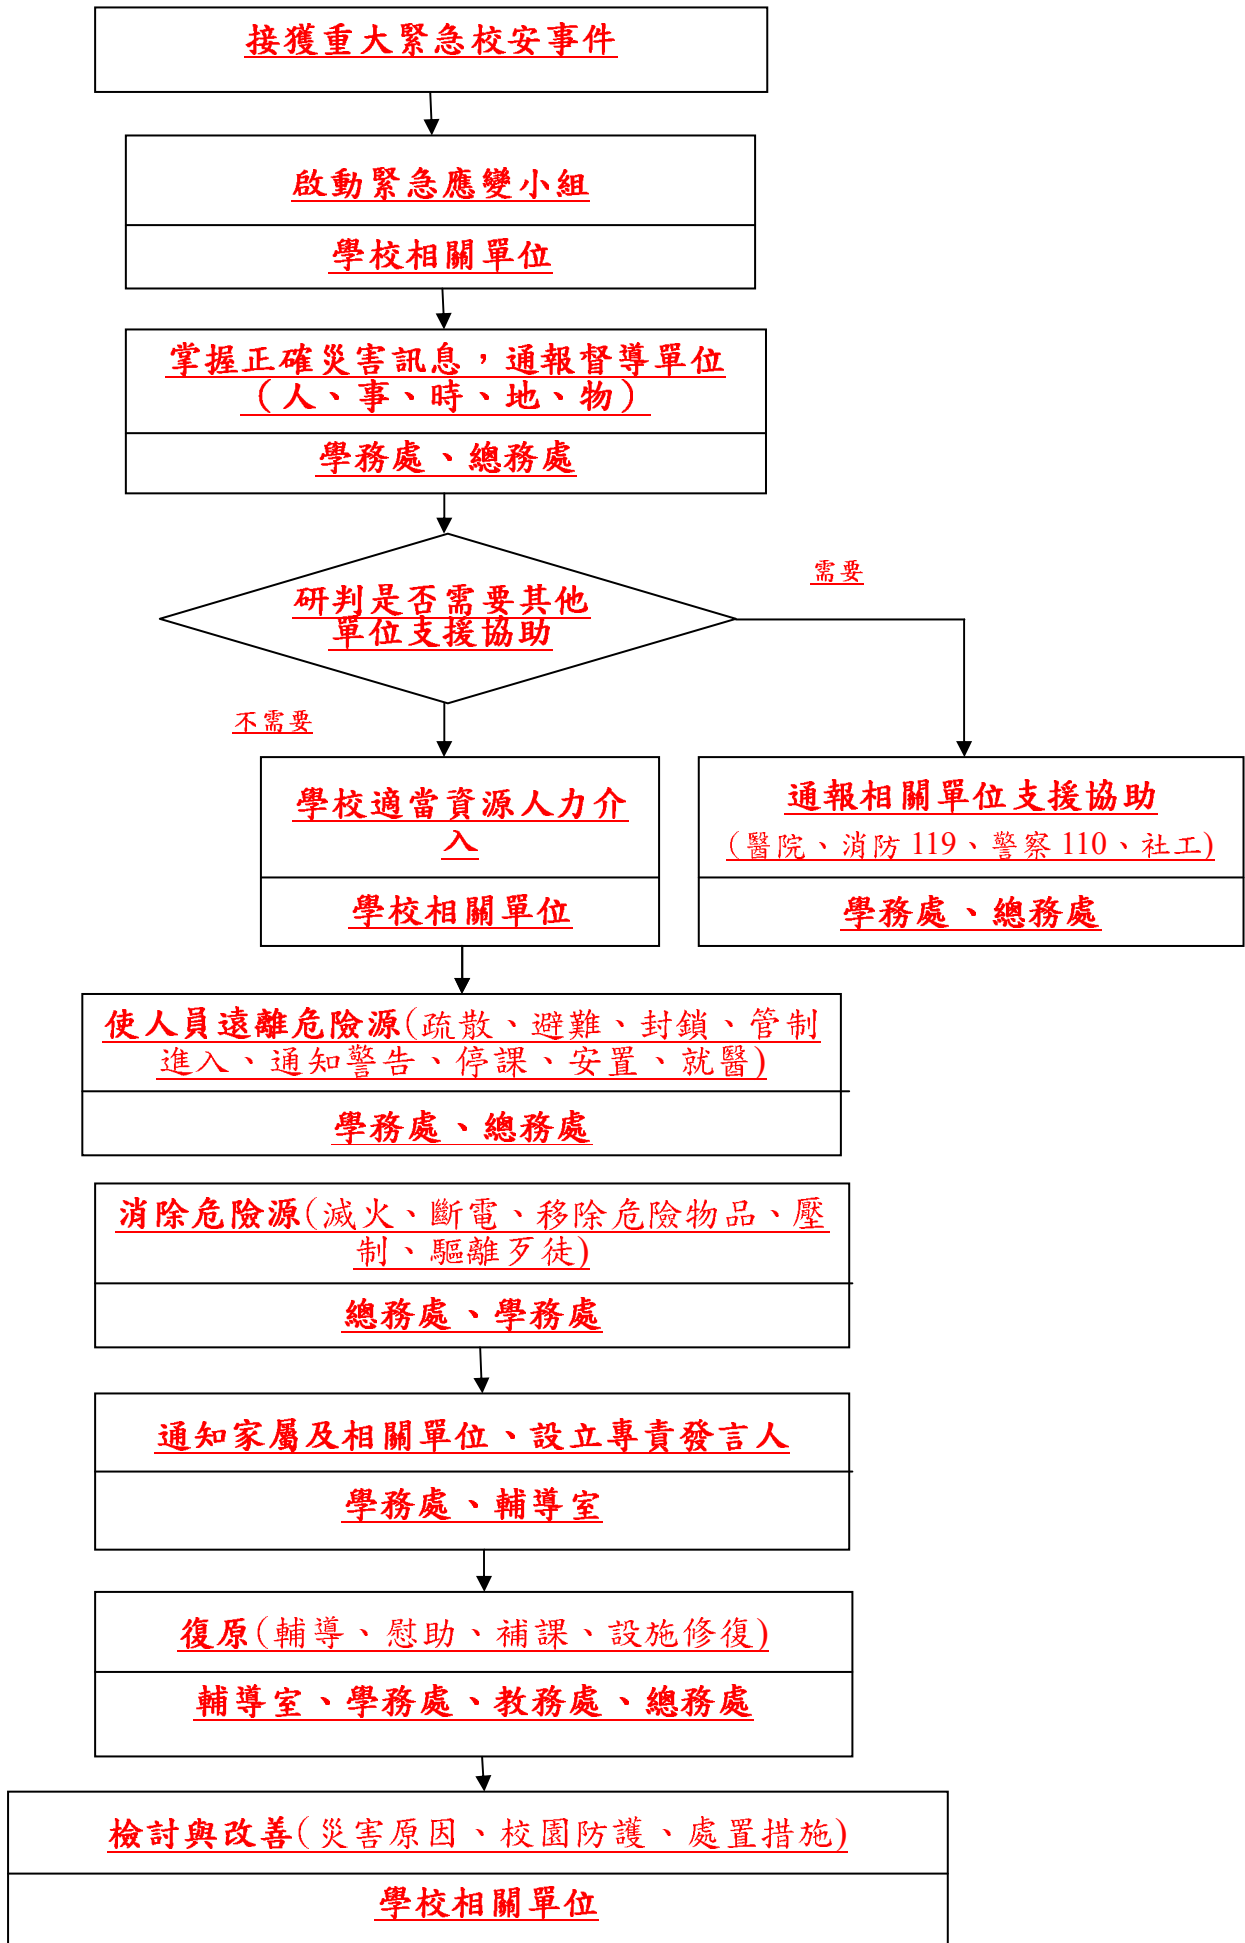 接獲重大緊急校安事件
啟動緊急應變小組
學校相關單位
掌握正確災害訊息，通報督導單位
（人、事、時、地、物）
學務處、總務處
研判是否需要其他
單位支援協助
需要
不需要
學校適當資源人力介
入
學校相關單位
通報相關單位支援協助
(醫院、消防 119、警察 110、社工)
學務處、總務處
使人員遠離危險源(疏散、避難、封鎖、管制
進入、通知警告、停課、安置、就醫)
學務處、總務處
消除危險源(滅火、斷電、移除危險物品、壓
制、驅離歹徒)
總務處、學務處
通知家屬及相關單位、設立專責發言人
學務處、輔導室
復原(輔導、慰助、補課、設施修復)
輔導室、學務處、教務處、總務處
檢討與改善(災害原因、校園防護、處置措施)
學校相關單位